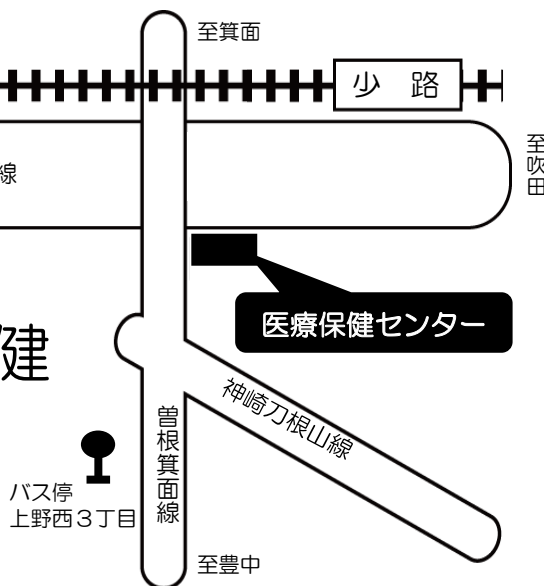 至箕面
少 路
至吹田
線
医療保健センター
健
神崎刀根山線
曽根箕面線
バス停
上野西3丁目
至豊中